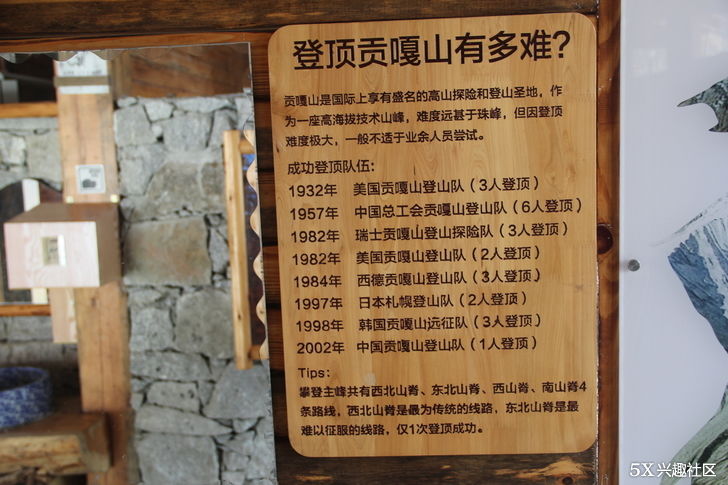 登顶贡嘎山有多难?
贡嘎山是国际上享有盛名的高山探险和登山圣地，作
为一座高海拔技术山峰，难度远甚于珠峰，但因登顶
难度极大，一般不适于业余人员尝试。
成功登顶队伍:
1932年 美国贡嘎山登山队（3人登顶）
1957年 中国总工会贡嘎山登山队（6人登顶）
1982年 瑞士贡嘎山登山探险队（3人登顶）
1982年 美国贡嘎山登山队（2人登顶）
1984年 西德贡嘎山登山队（3人登顶）
1997年 日本札幌登山队（2人登顶）
1998年 韩国贡嘎山远征队（3人登顶）
2002年 中国贡嘎山登山队（1人登顶）
Tips:
攀登主峰共有西北山脊、东北山脊、西山脊、南山脊4
条路线，西北山脊是最为传统的线路，东北山脊是最
难以征服的线路，仅1次登顶成功。
5X兴趣社区